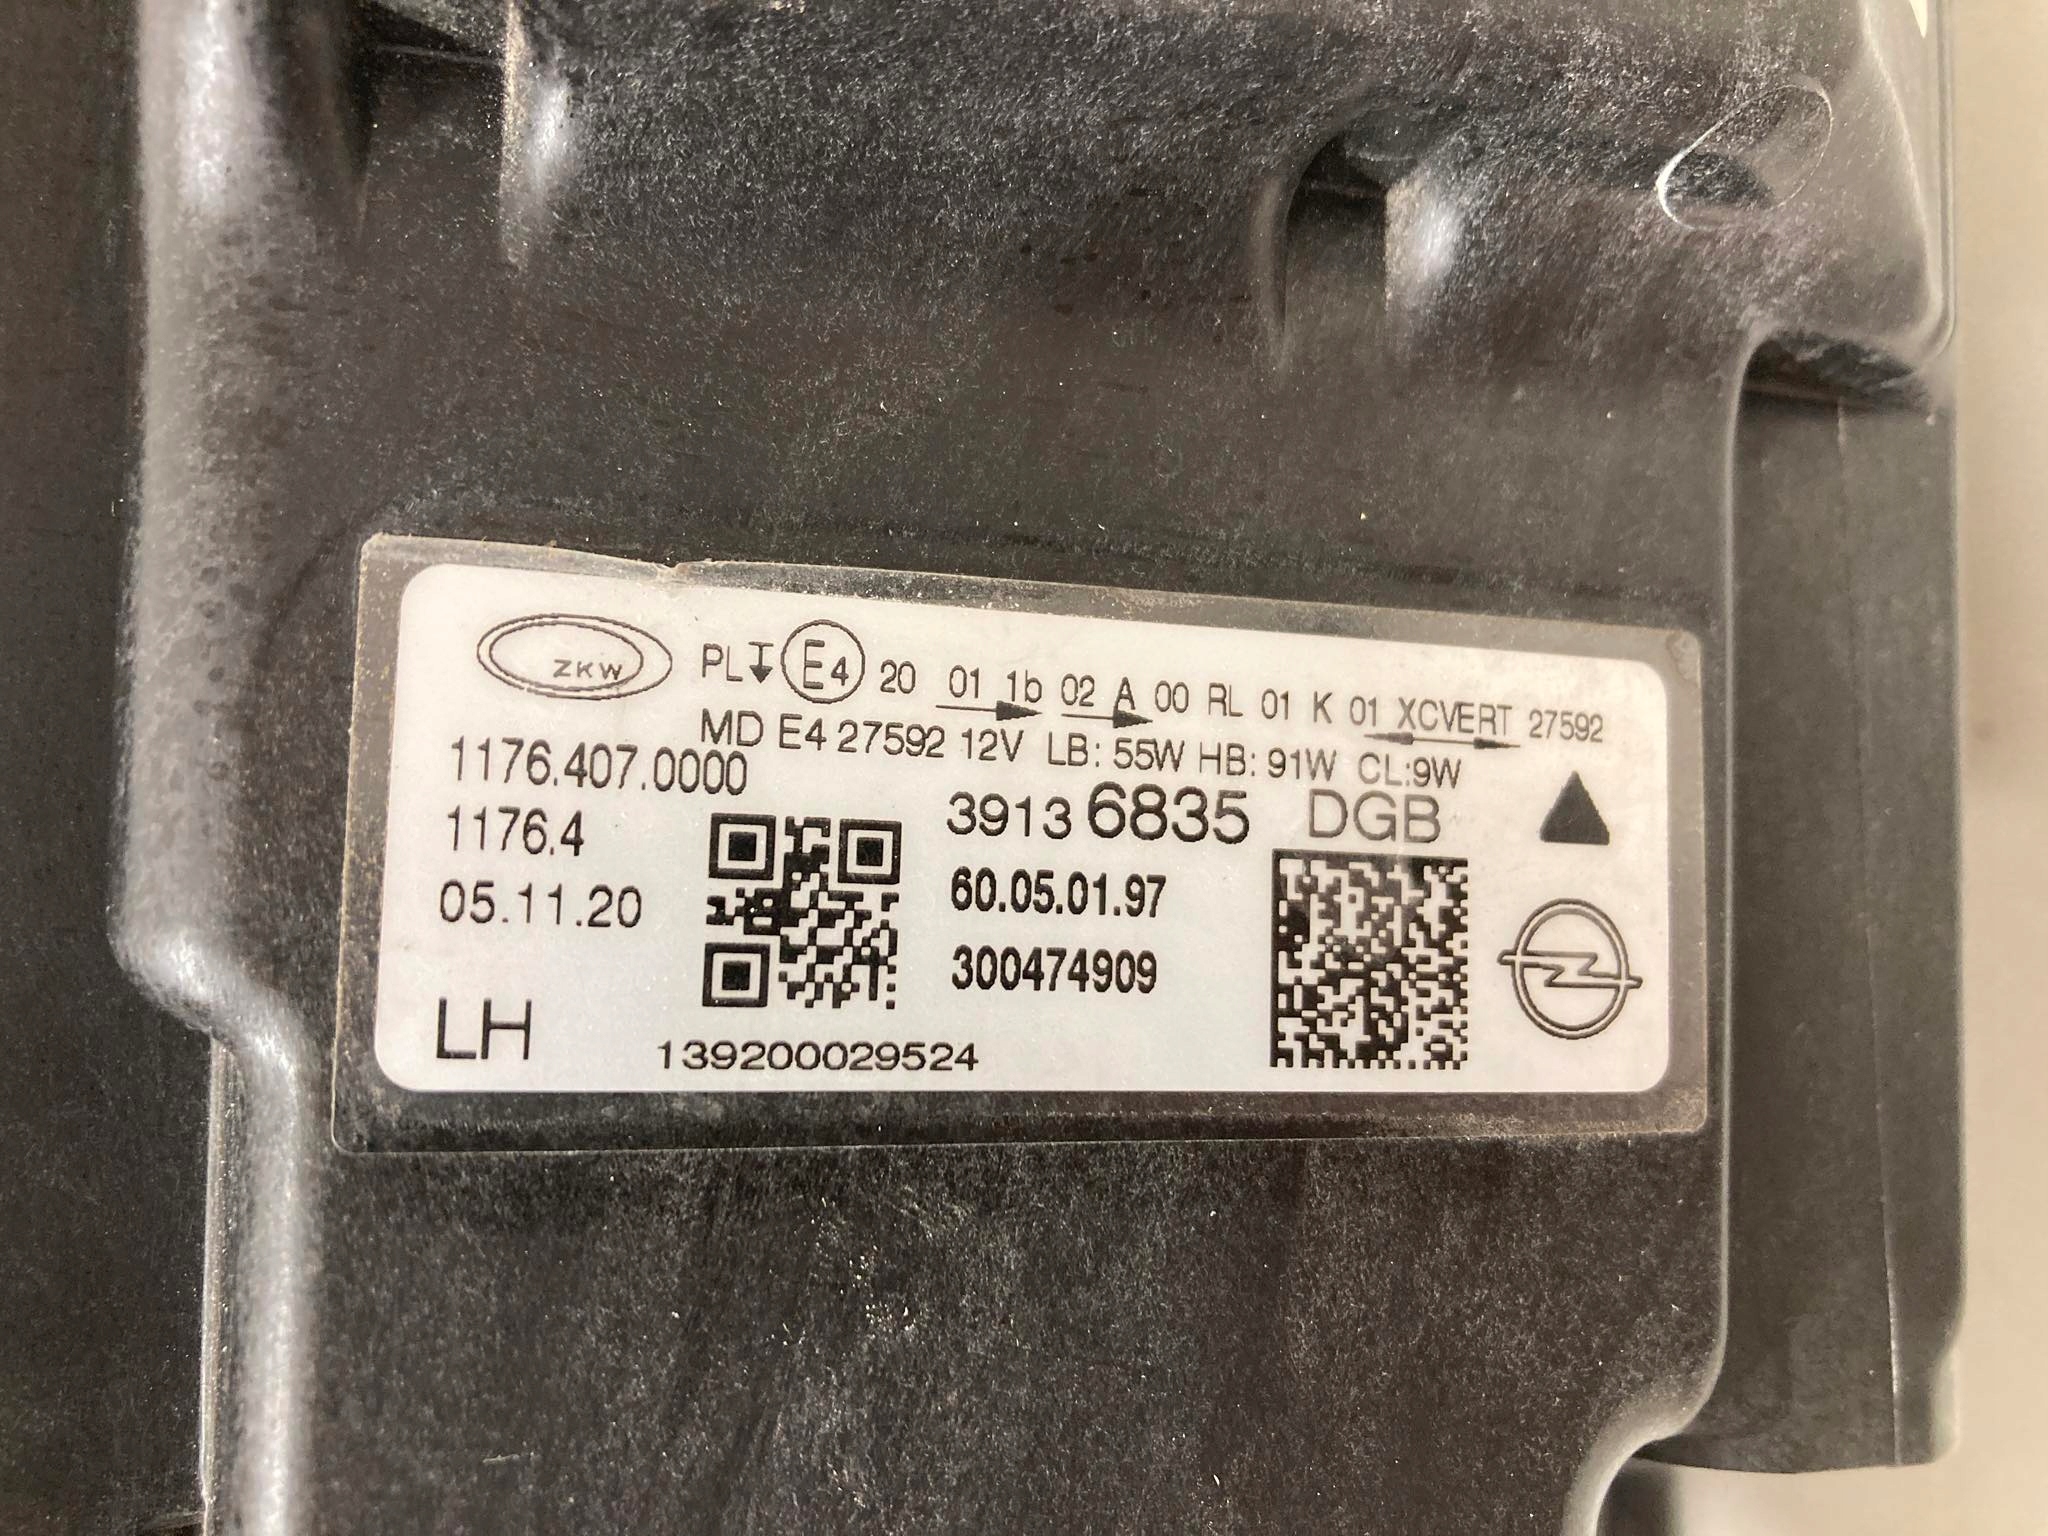 ZKW
PL E4 20 01 1b 02 A 00 RL 01 K 01 XCVERT 27592
MD E4 27592 12V LB: 55W HB: 91W CL:9W
1176.407.0000
39136835 DGB
1176.4
60.05.01.97
05.11.20
300474909
LH
139200029524